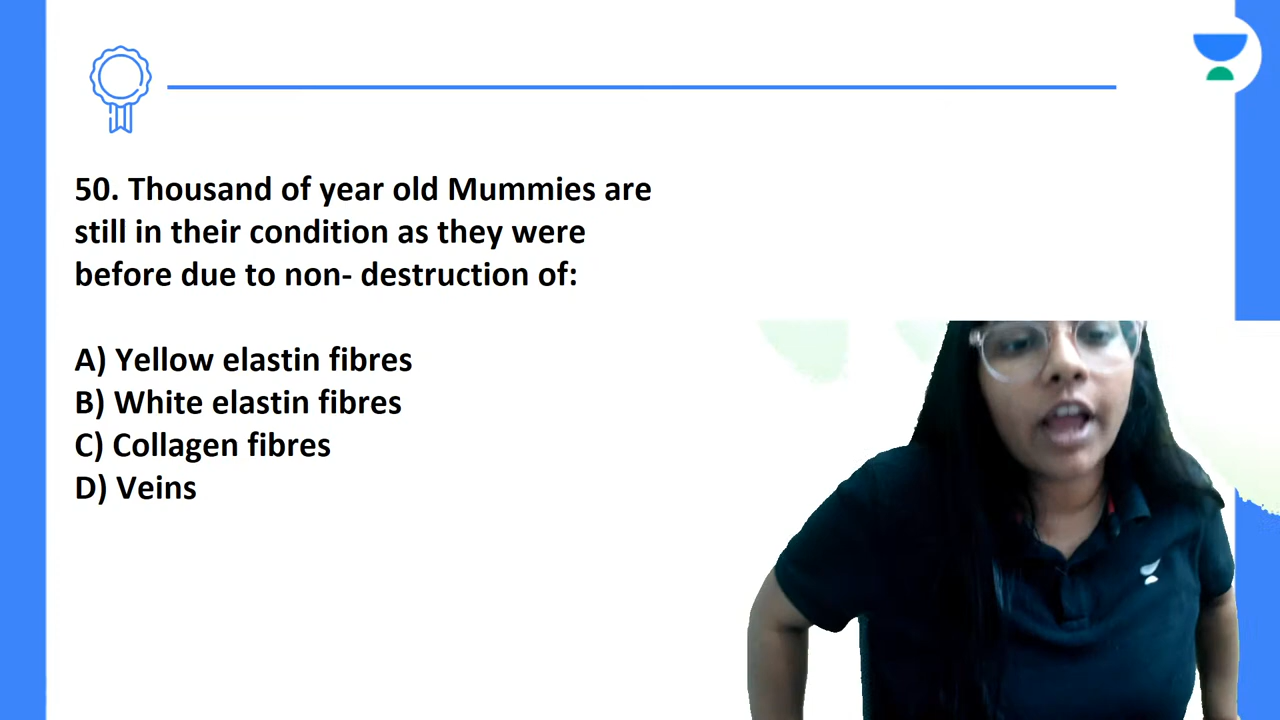 50. Thousand of year old Mummies are
still in their condition as they were
before due to non- destruction of:
A) Yellow elastin fibres
B) White elastin fibres
C) Collagen fibres
D) Veins